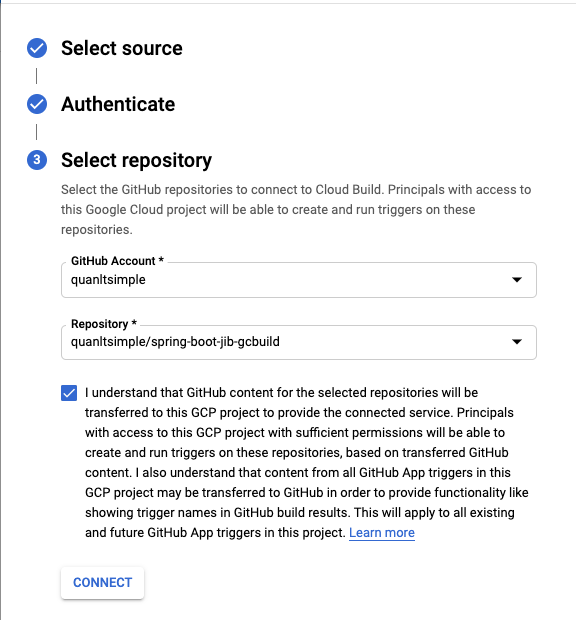 Select source
Authenticate
3 Select repository
Select the GitHub repositories to connect to Cloud Build. Principals with access to
this Google Cloud project will be able to create and run triggers on these
repositories.
GitHub Account *
quanltsimple
Repository *
quanltsimple/spring-boot-jib-gcbuild
I understand that GitHub content for the selected repositories will be
transferred to this GCP project to provide the connected service. Principals
with access to this GCP project with sufficient permissions will be able to
create and run triggers on these repositories, based on transferred GitHub
content. I also understand that content from all GitHub App triggers in this
GCP project may be transferred to GitHub in order to provide functionality like
showing trigger names in GitHub build results. This will apply to all existing
and future GitHub App triggers in this project. Learn more
CONNECT